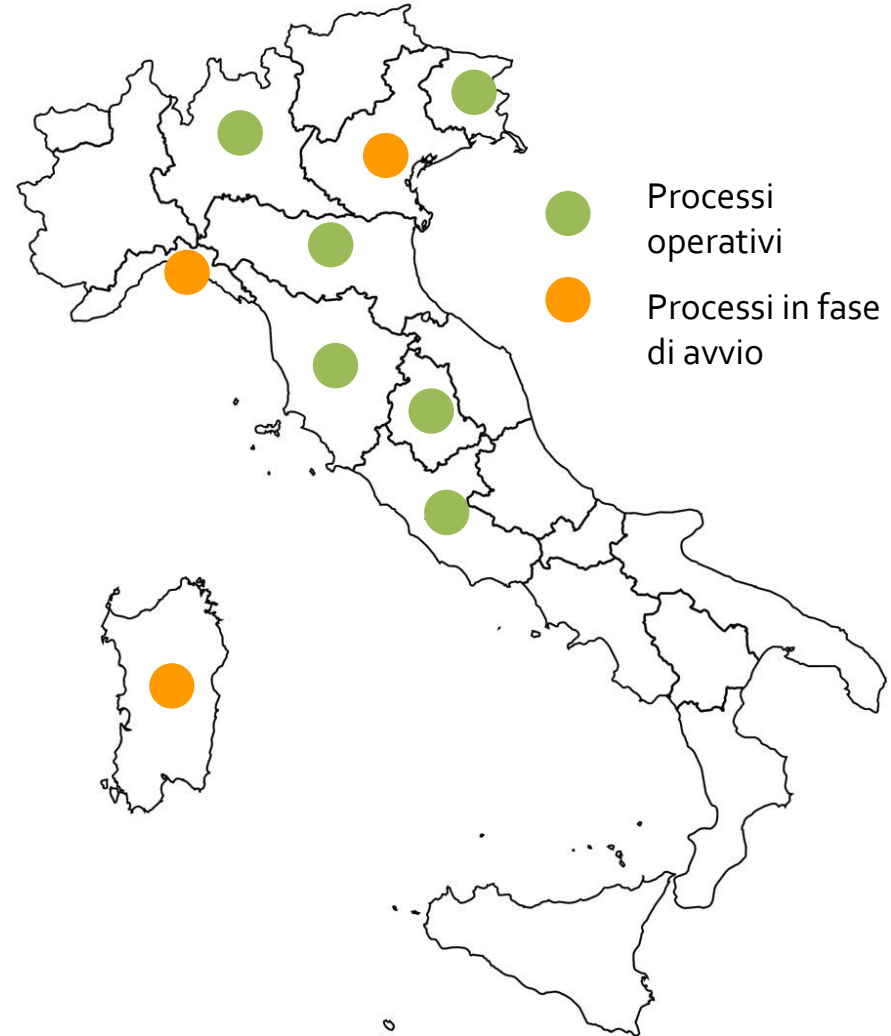 Processi
operativi
Processi in fase
di avvio